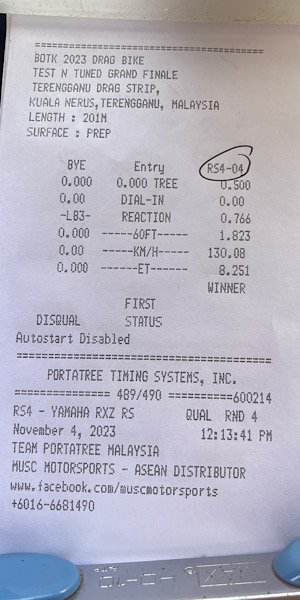 ==============================
BOTK 2023 DRAG BIKE
TEST N TUNED GRAND FINALE
TERENGGANU DRAG STRIP,
KUALA NERUS,TERENGGANU, MALAYSIA
LENGTH : 201M
SURFACE : PREP
BYE Entry RS4-04
0.000 0.000 TREE 0.500
0.00 DIAL-IN 0.00
-LB3- REACTION 0.766
0.000 -----60FT----- 1.823
0.00 -----KM/H----- 130.08
0.000 ------ET------ 8.251
WINNER
FIRST
DISQUAL STATUS
Autostart Disabled
========================================
PORTATREE TIMING SYSTEMS, INC.
=============== 489/490 ==========600214
RS4 - YAMAHA RXZ RS QUAL RND 4
November 4, 2023 12:13:41 PM
TEAM PORTATREE MALAYSIA
MUSC MOTORSPORTS - ASEAN DISTRIBUTOR
www.facebook.com/muscmotorsports
+6016-6681490